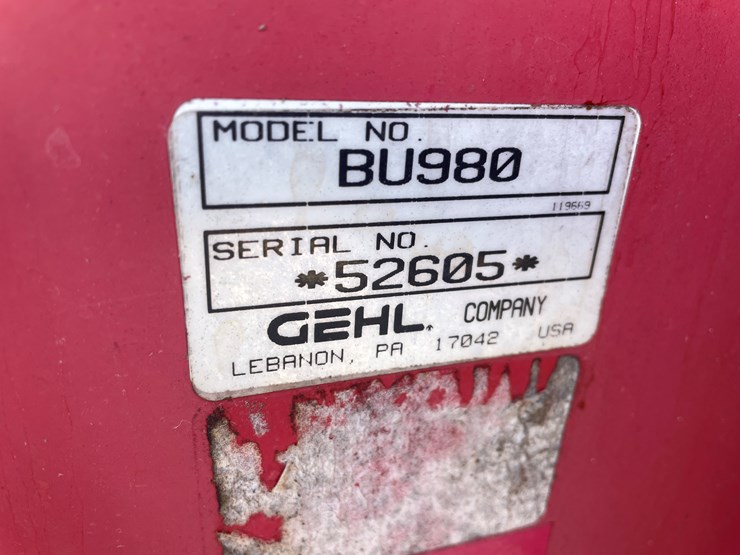 MODEL NO.
BU980
119669
SERIAL NO.
*52605*
GEHL COMPANY
LEBANON, PA 17042 USA